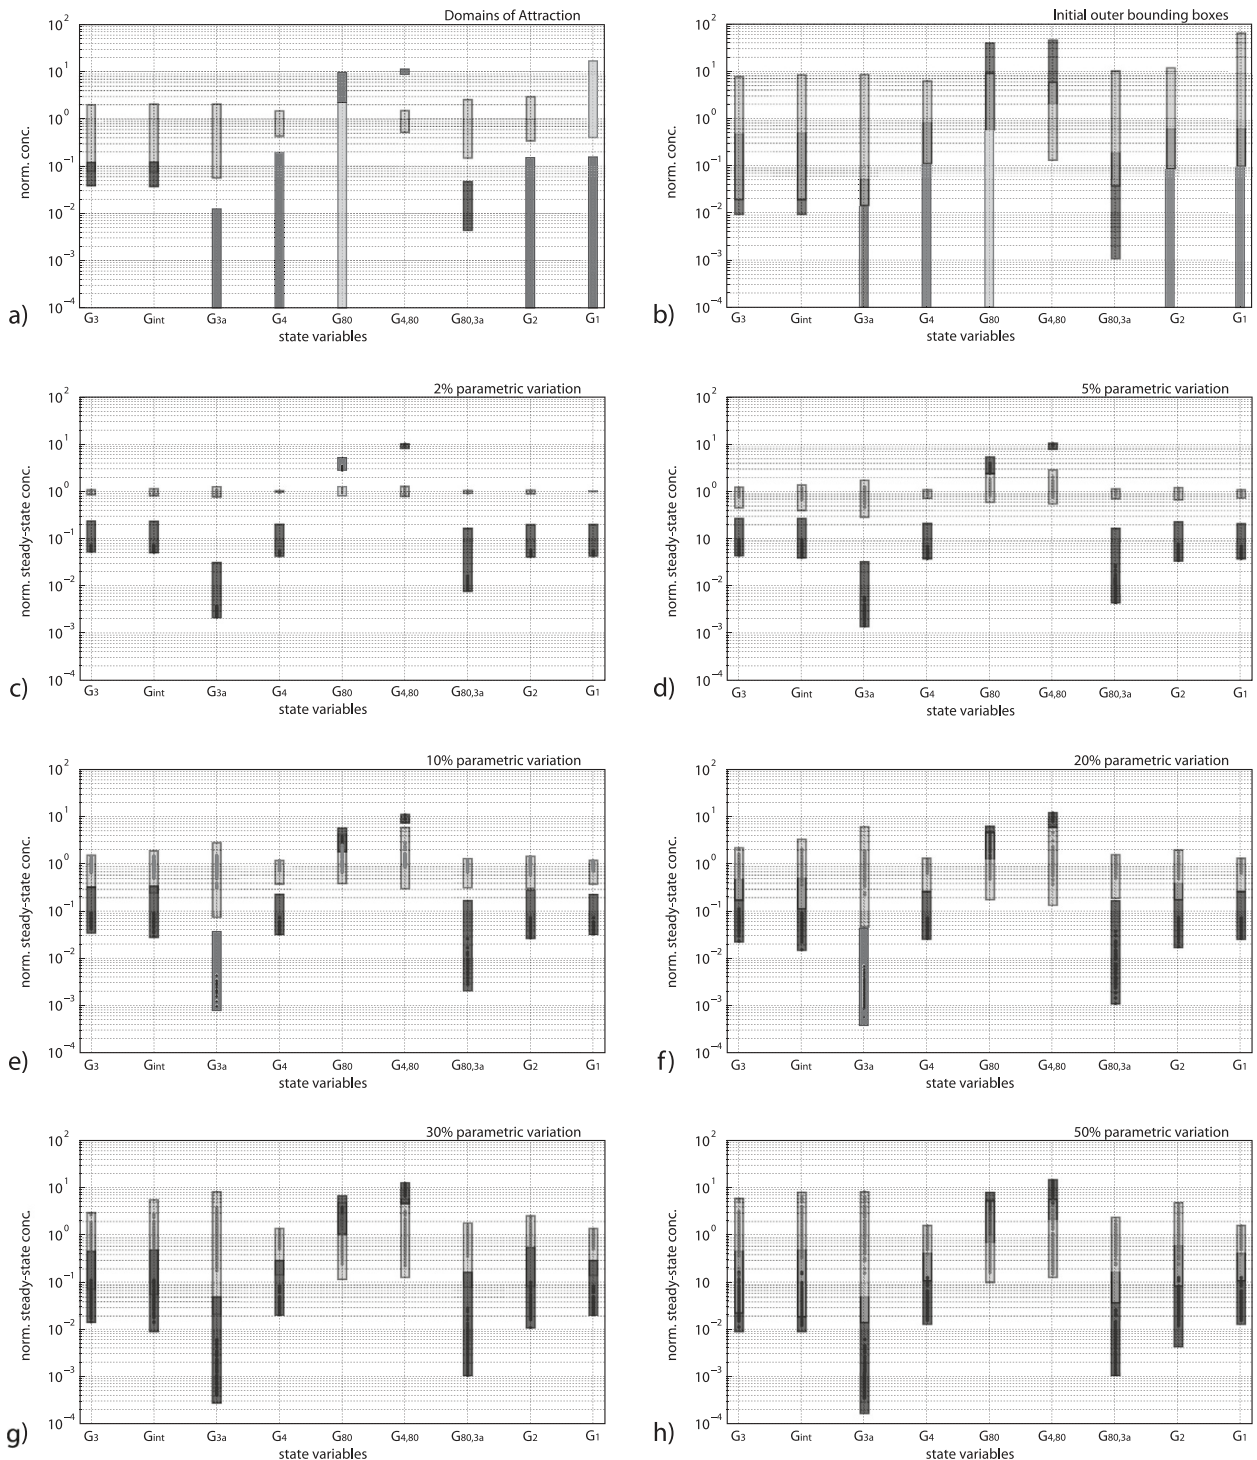 Domains of Attraction
norm. conc.
10^2
10^1
10^0
10^-1
10^-2
10^-3
10^-4
a)
G3 Gint G3a G4 G80 G4,80 G80,3a G2 G1
state variables
Initial outer bounding boxes
norm. conc.
10^2
10^1
10^0
10^-1
10^-2
10^-3
10^-4
b)
G3 Gint G3a G4 G80 G4,80 G80,3a G2 G1
state variables
2% parametric variation
norm. steady-state conc.
10^2
10^1
10^0
10^-1
10^-2
10^-3
10^-4
c)
G3 Gint G3a G4 G80 G4,80 G80,3a G2 G1
state variables
5% parametric variation
norm. steady-state conc.
10^2
10^1
10^0
10
10^-2
10^-3
10^-4
d)
G3 Gint G3a G4 G80 G4,80 G80,3a G2 G1
state variables
10% parametric variation
norm. steady-state conc.
10^2
10^1
10^0
10^-1
10^-2
10^-3
10^-4
e)
G3 Gint G3a G4 G80 G4,80 G80,3a G2 G1
state variables
20% parametric variation
norm. steady-state conc.
10^2
10^1
10^0
10^-1
10^-2
10^-3
10^-4
f)
G3 Gint G3a G4 G80 G4,80 G80,3a G2 G1
state variables
30% parametric variation
norm. steady-state conc.
10^2
10^1
10^0
10^-1
10^-2
10^-3
10^-4
g)
G3 Gint G3a G4 G80 G4,80 G80,3a G2 G1
state variables
50% parametric variation
norm. steady-state conc.
10^2
10^1
10^0
10
10^-2
10^-3
10^-4
h)
G3 Gint G3a G4 G80 G4,80 G80,3a G2 G1
state variables